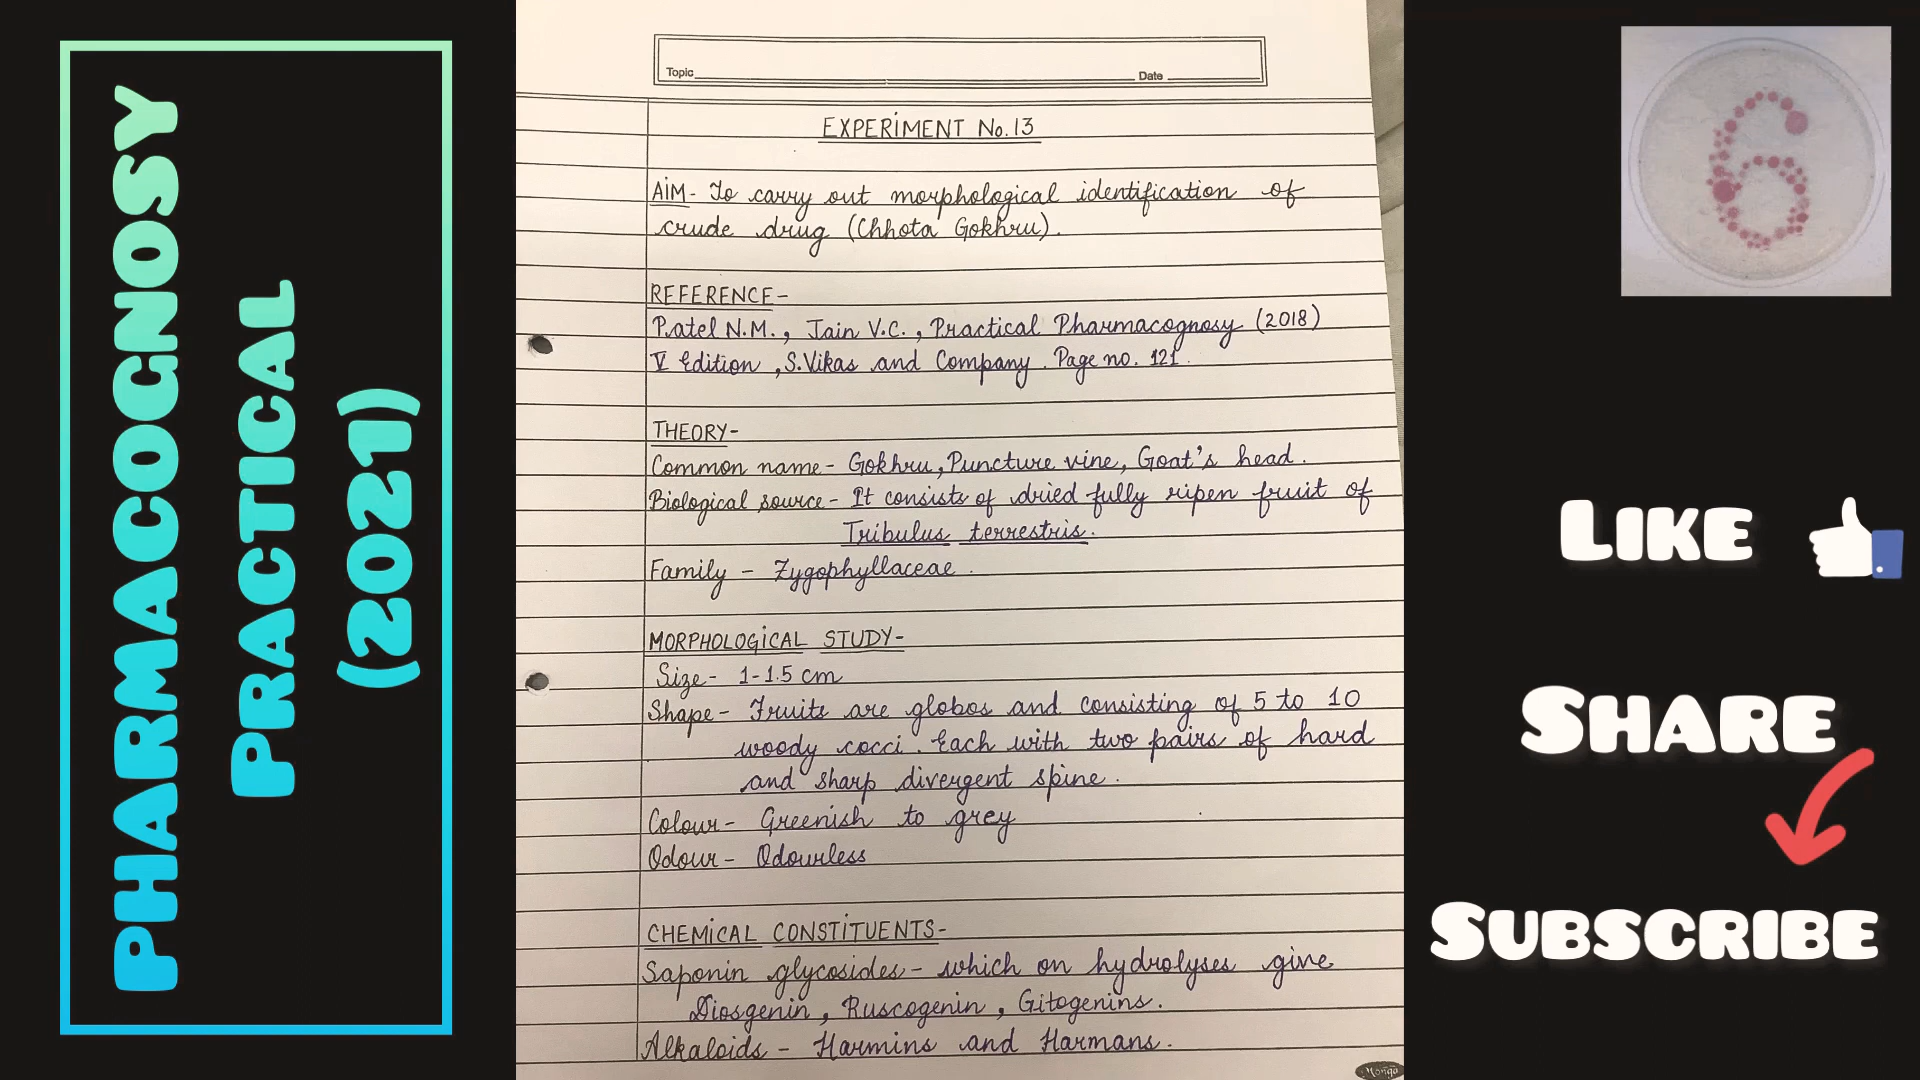 PHARMACOGNOSY
PRACTICAL
(2021)
Topic Date
EXPERIMENT No. 13
AIM- To carry out morphological identification of
crude drug (Chhota Gokhru).
REFERENCE-
Patel N.M., Jain V.C., Practical Pharmacognosy (2018)
V Edition, S.Vikas and Company. Page no. 121.
THEORY-
Common name- Gokhru, Puncture vine, Goat's head.
Biological source- It consists of dried fully ripen fruit of
Tribulus terrestris.
Family - Zygophyllaceae.
MORPHOLOGICAL STUDY-
Size- 1-1.5 cm
Shape- Fruits are globos and consisting of 5 to 10
woody cocci. Each with two pairs of hard
and sharp divergent spine.
Colour- Greenish to grey
Odour- Odourless
CHEMICAL CONSTITUENTS-
Saponin glycosides- which on hydrolyses give
Diosgenin, Ruscogenin, Gitogenins.
Alkaloids - Harmins and Harmans.
Monga
6
LIKE
SHARE
SUBSCRIBE